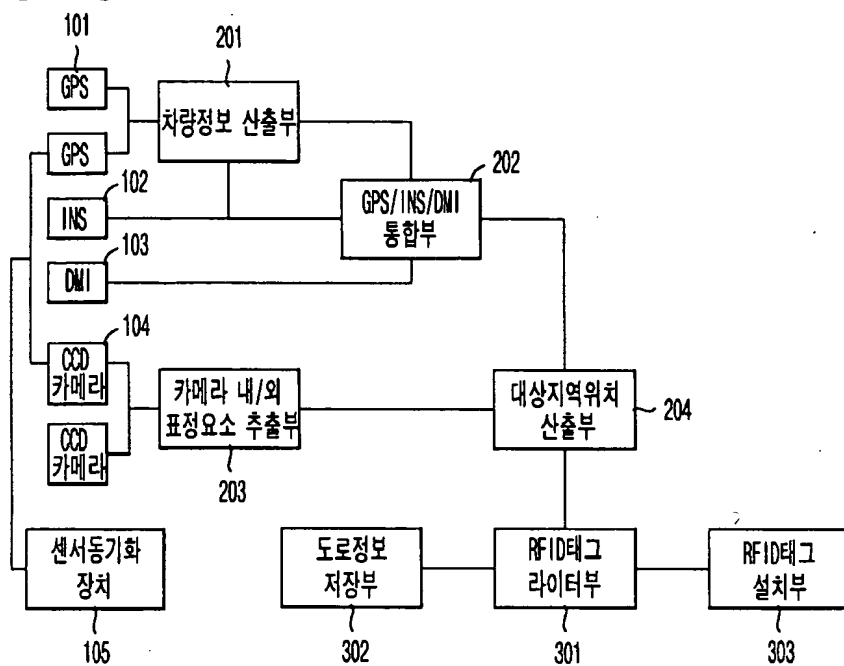 101
GPS
201
차량정보 산출부
GPS
202
102
INS
GPS/INS/DMI
통합부
103
DMI
104
CCD
카메라
카메라 내/외
표정요소 추출부
203
대상지역위치
산출부
204
CCD
카메라
센서동기화
장치
105
도로정보
저장부
302
RFID태그
라이터부
301
RFID태그
설치부
303